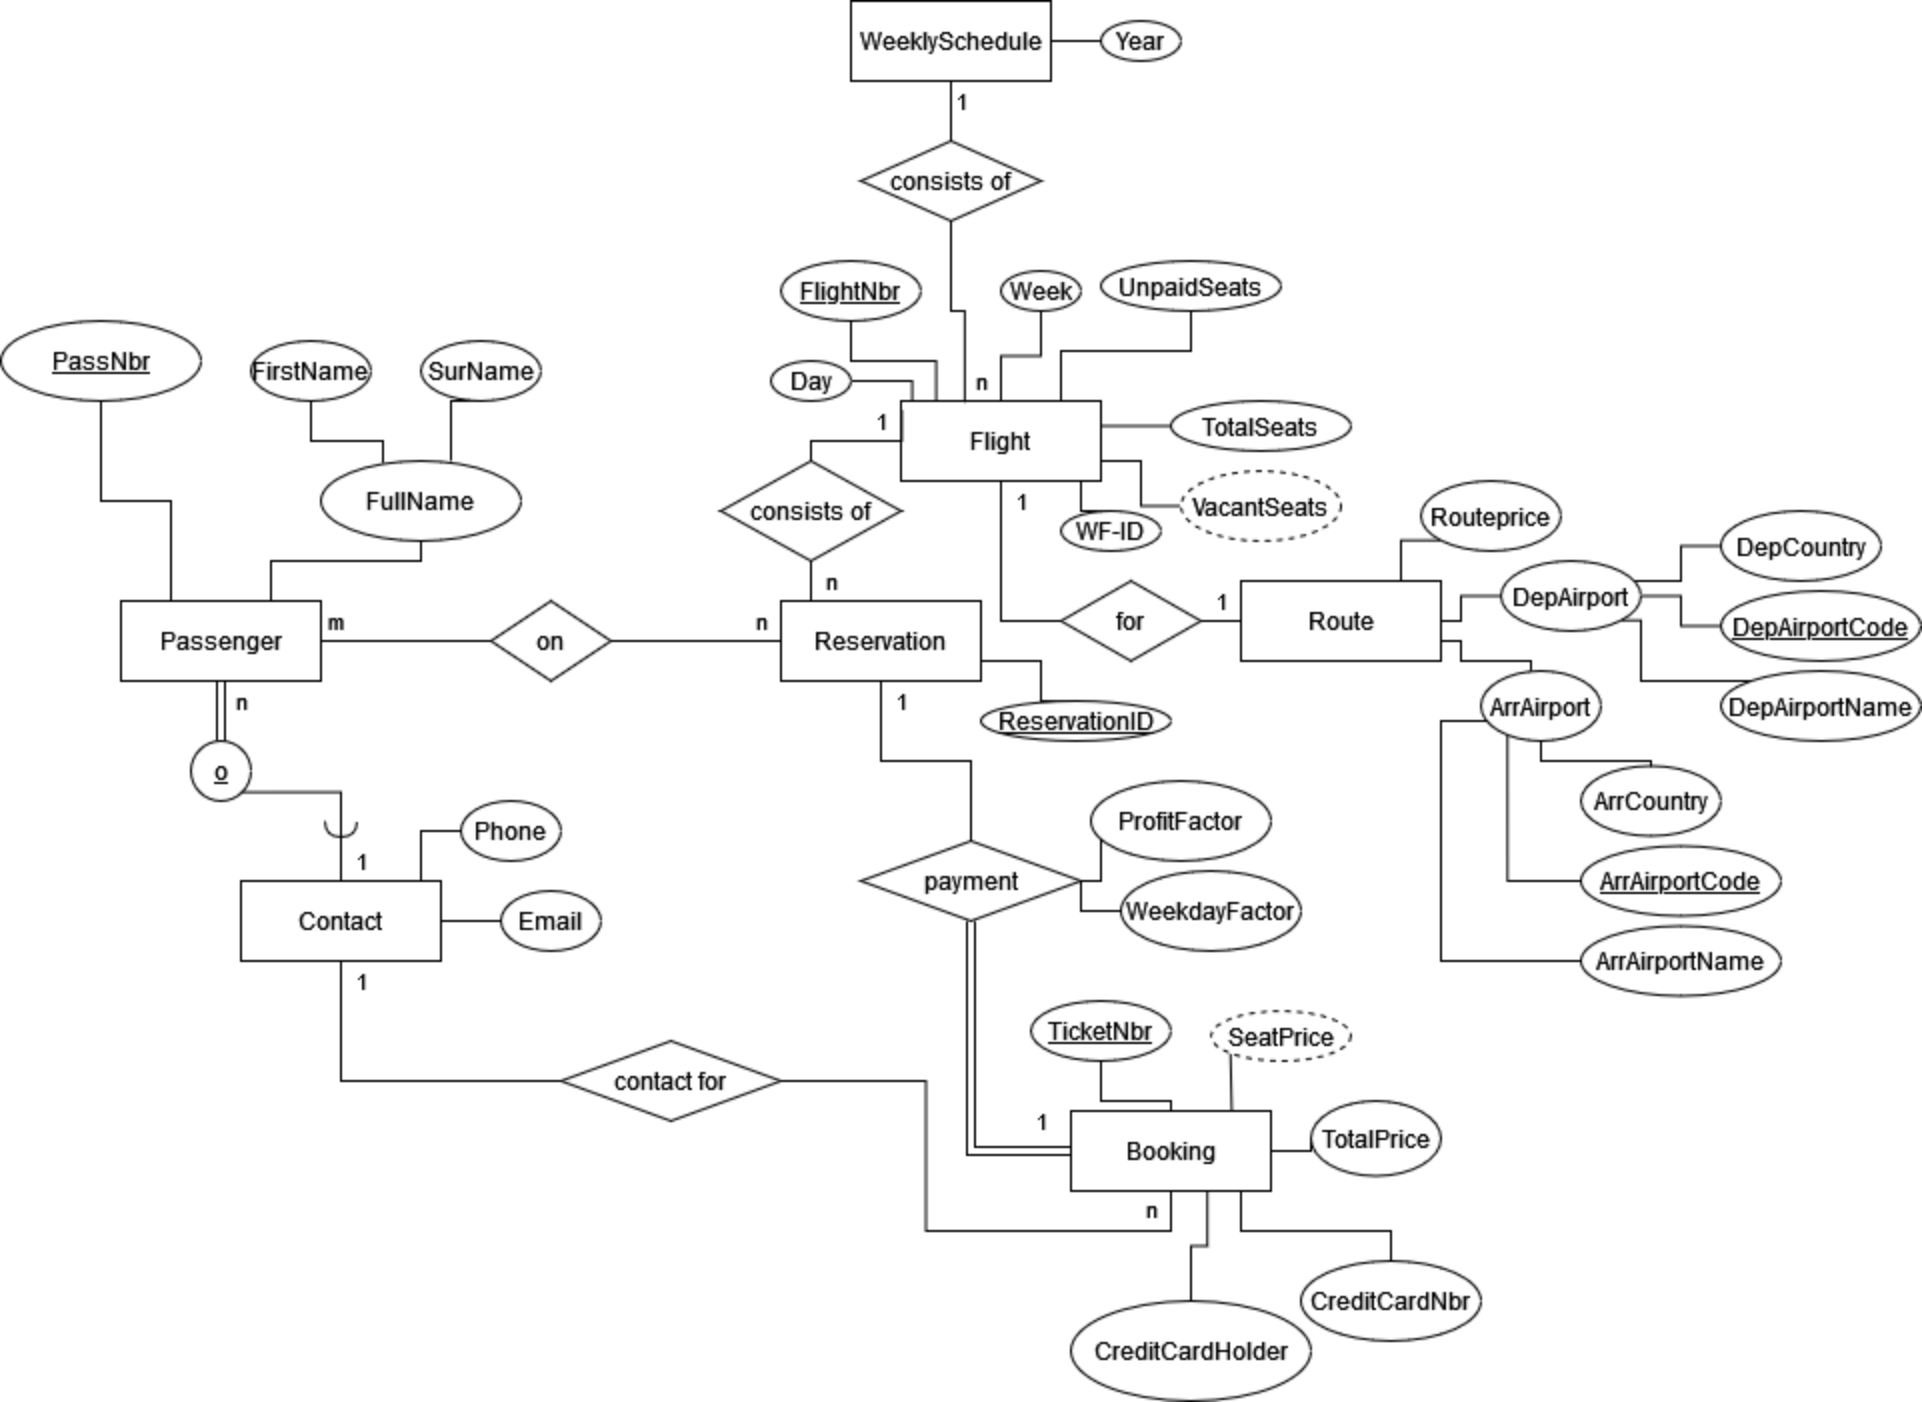 WeeklySchedule
Year
1
consists of
FlightNbr
Week
UnpaidSeats
PassNbr
FirstName
SurName
Day
n
1
Flight
TotalSeats
FullName
consists of
1
WF-ID
VacantSeats
Routeprice
DepCountry
n
DepAirport
Passenger
m
on
n
Reservation
for
1
Route
DepAirportCode
n
1
ReservationID
ArrAirport
DepAirportName
o
Phone
1
ProfitFactor
ArrCountry
payment
ArrAirportCode
Contact
Email
WeekdayFactor
ArrAirportName
1
TicketNbr
SeatPrice
contact for
1
Booking
TotalPrice
n
CreditCardNbr
CreditCardHolder